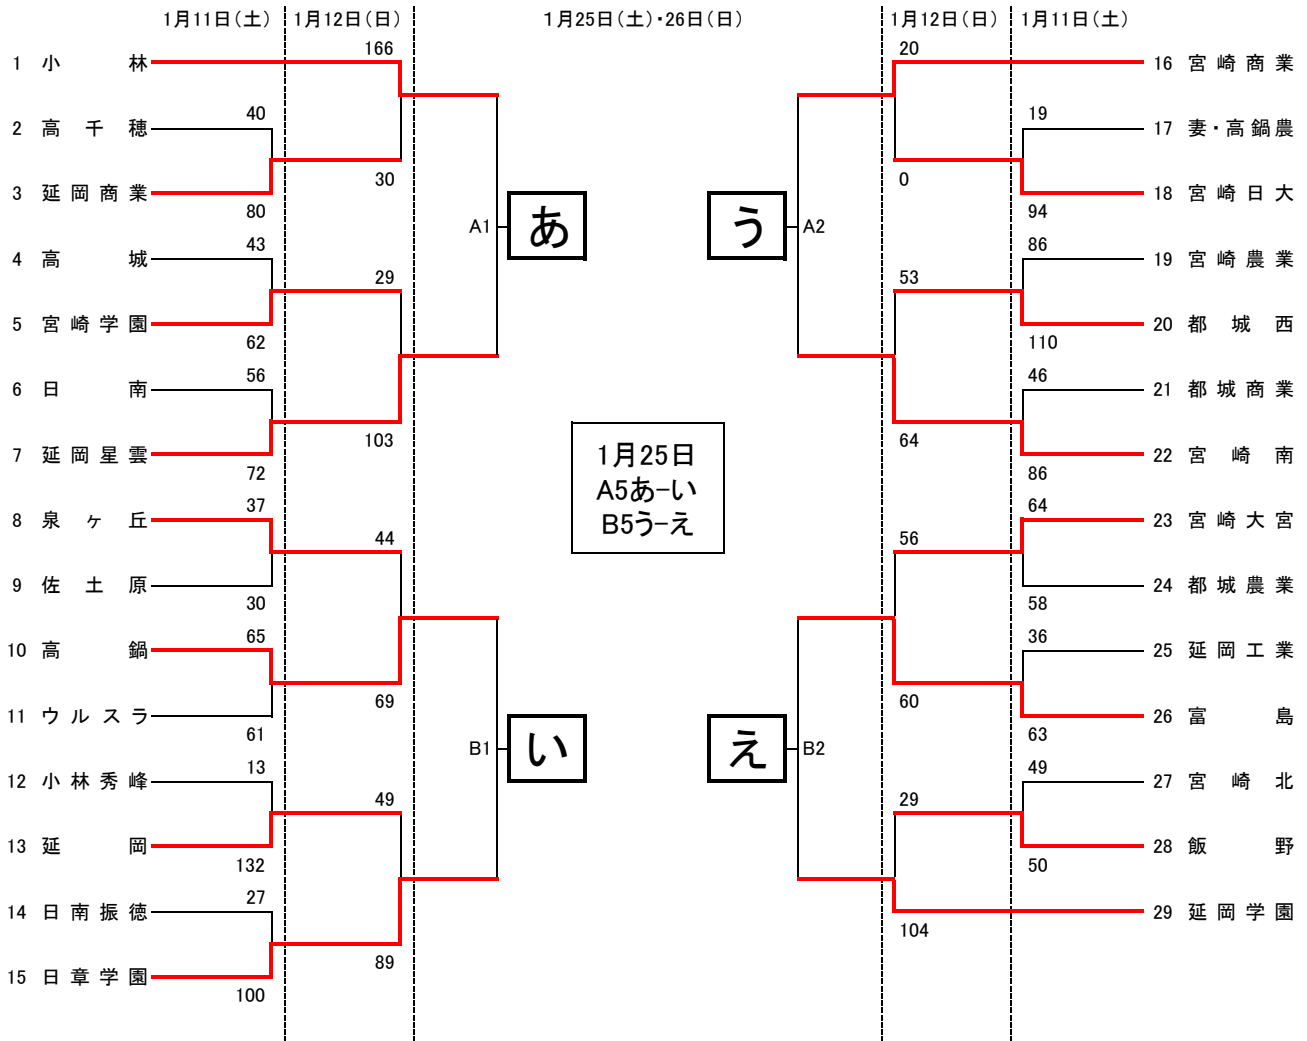 1月11日（土） 1月12日（日） 1月25日（土）・26日（日） 1月12日（日） 1月11日（土）
166 20
1 小林 16 宮崎商業
40 19
2 高千穂 17 妻・高鍋農
30 0
3 延岡商業 18 宮崎日大
80 94
A1 あ う A2
43 86
4 高城 19 宮崎農業
29 53
5 宮崎学園 20 都城西
62 110
56 46
6 日南 21 都城商業
103 64
7 延岡星雲 22 宮崎南
72 86
1月25日
A5あ-い
B5う-え
37 64
8 泉ヶ丘 23 宮崎大宮
44 56
9 佐土原 24 都城農業
30 58
65 36
10 高鍋 25 延岡工業
69 60
11 ウルスラ 26 富島
61 63
B1 い え B2
13 49
12 小林秀峰 27 宮崎北
49 29
13 延岡 28 飯野
132 50
27
14 日南振徳 29 延岡学園
89 104
15 日章学園
100